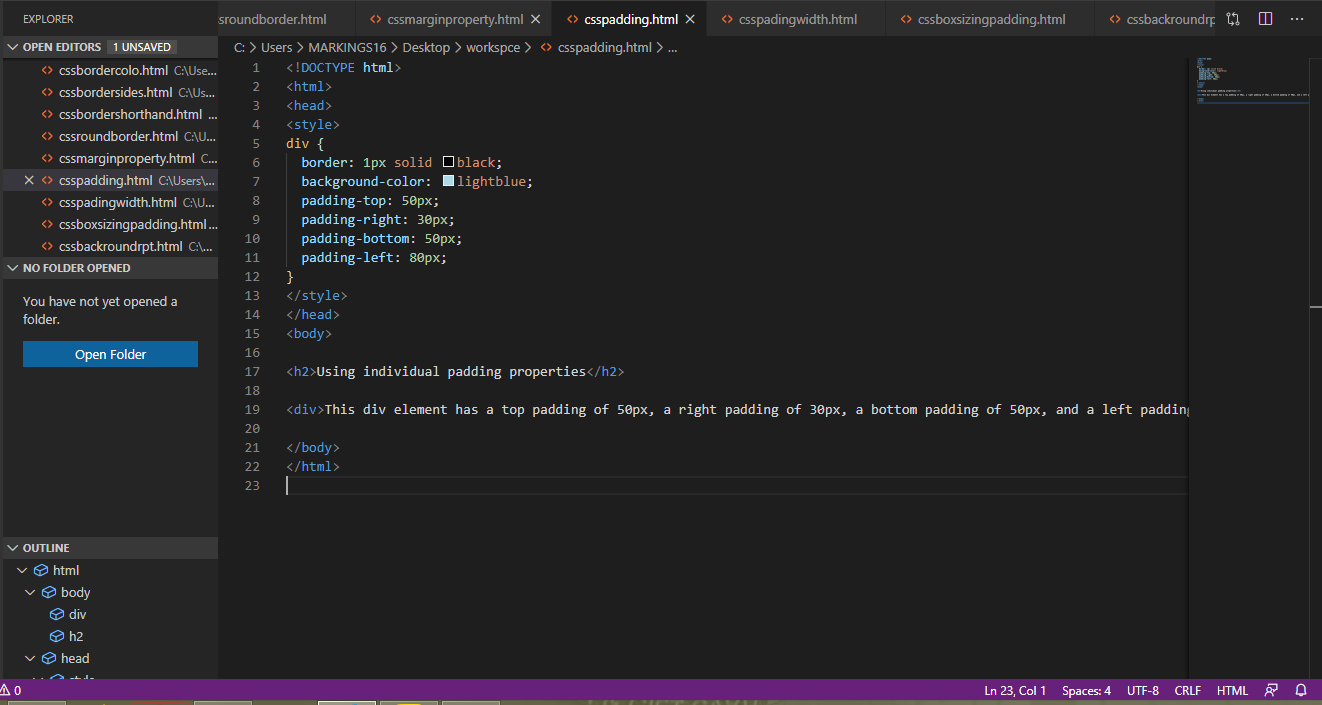 EXPLORER
sroundborder.html cssmarginproperty.html csspadding.html csspadingwidth.html cssboxsizingpadding.html cssbackroundrp
OPEN EDITORS 1 UNSAVED
C: > Users > MARKINGS16 > Desktop > workspce > csspadding.html > ...
cssbordercolo.html C:\Use...
cssbordersides.html C:\Us...
cssbordershorthand.html ...
cssroundborder.html C:\U...
cssmarginproperty.html C...
csspadding.html C:\Users\...
csspadingwidth.html C:\U...
cssboxsizingpadding.html...
cssbackroundrpt.html C:\...
NO FOLDER OPENED
You have not yet opened a
folder.
Open Folder
OUTLINE
html
body
div
h2
head
style
1 <!DOCTYPE html>
2 <html>
3 <head>
4 <style>
5 div {
6 border: 1px solid black;
7 background-color: lightblue;
8 padding-top: 50px;
9 padding-right: 30px;
10 padding-bottom: 50px;
11 padding-left: 80px;
12 }
13 </style>
14 </head>
15 <body>
16
17 <h2>Using individual padding properties</h2>
18
19 <div>This div element has a top padding of 50px, a right padding of 30px, a bottom padding of 50px, and a left padding
20
21 </body>
22 </html>
23
0
Ln 23, Col 1 Spaces: 4 UTF-8 CRLF HTML